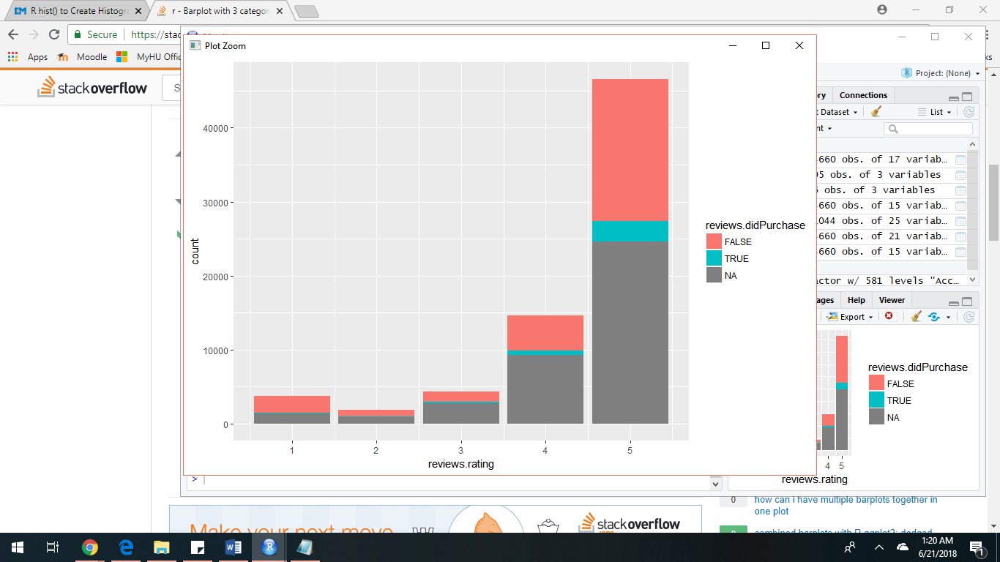 R hist() to Create Histogr
r - Barplot with 3 categor
Secure
https://stac
Apps
Moodle
MyHU Offic
ks
stackoverflow
S
Plot Zoom
40000
30000
20000
10000
0
count
1
2
3
4
5
reviews.rating
reviews.didPurchase
FALSE
TRUE
NA
Project: (None)
ry
Connections
t Dataset
List
nt
660 obs. of 17 variab…
5 obs. of 3 variables
obs. of 3 variables
660 obs. of 15 variab…
1044 obs. of 25 variab…
660 obs. of 21 variab…
660 obs. of 15 variab…
actor w/ 581 levels "Acc…
ages
Help
Viewer
Export
reviews.didPurchase
FALSE
TRUE
NA
4
5
reviews.rating
>
0
how can i have multiple barplots together in
one plot
combined barplots with R ggplot2: dodged
Make your next move
stackoverflow
1:20 AM
6/21/2018
1